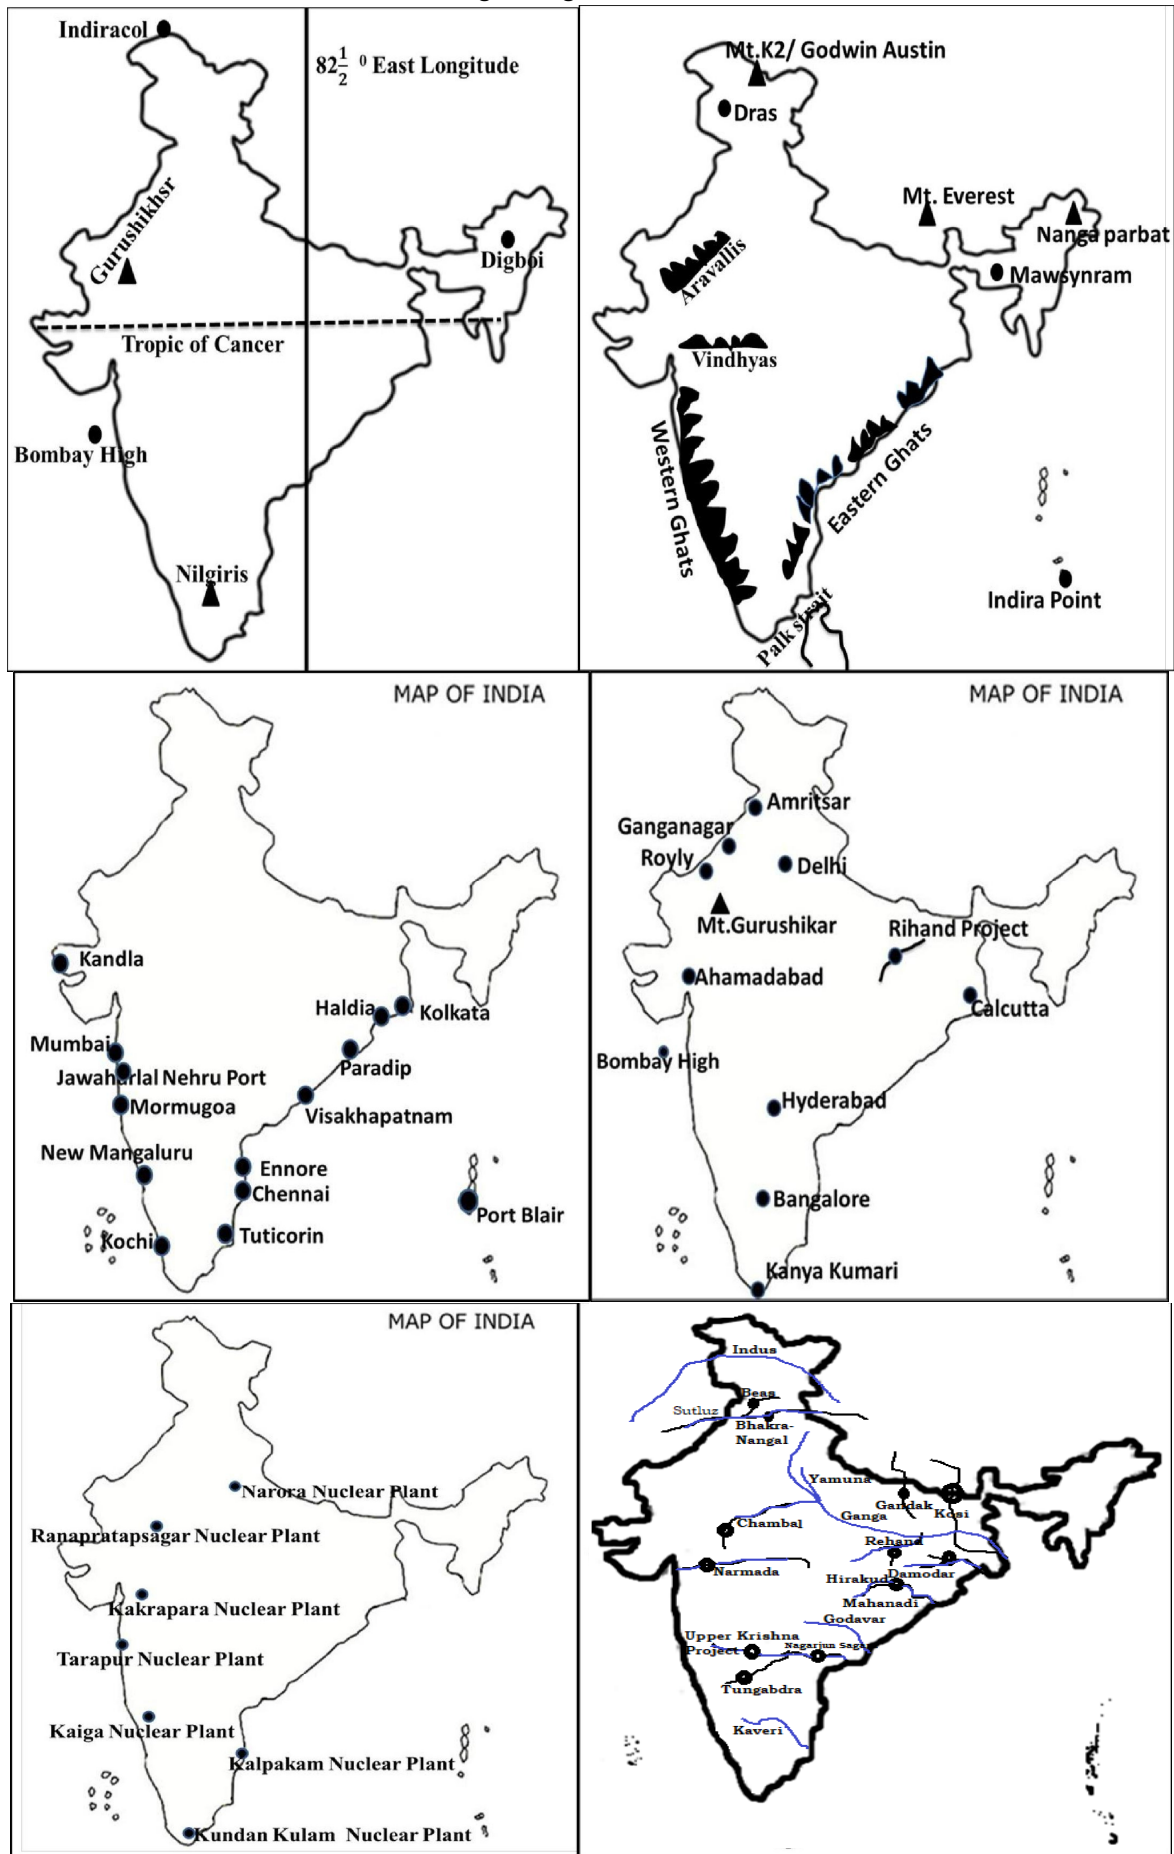 Indiracol
82 1/2 ⁰ East Longitude
Gurushikhsr
Digboi
Tropic of Cancer
Bombay High
Nilgiris
Mt.K2/ Godwin Austin
Dras
Mt. Everest
Nanga parbat
Mawsynram
Aravallis
Vindhyas
Western Ghats
Eastern Ghats
Indira Point
Palk strait
MAP OF INDIA
Kandla
Haldia
Kolkata
Mumbai
Paradip
Jawaharlal Nehru Port
Mormugoa
Visakhapatnam
New Mangaluru
Ennore
Chennai
Port Blair
Tuticorin
Kochi
MAP OF INDIA
Amritsar
Ganganagar
Royly
Delhi
Mt.Gurushikar
Rihand Project
Ahamadabad
Calcutta
Bombay High
Hyderabad
Bangalore
Kanya Kumari
MAP OF INDIA
Narora Nuclear Plant
Ranapratapsagar Nuclear Plant
Kakrapara Nuclear Plant
Tarapur Nuclear Plant
Kaiga Nuclear Plant
Kalpakam Nuclear Plant
Kundan Kulam Nuclear Plant
Indus
Beas
Sutluz
Bhakra-
Nangal
Yamuna
Gandak
Kosi
Ganga
Chambal
Rehand
Narmada
Damodar
Hirakud
Mahanadi
Godavar
Upper Krishna
Project
Nagarjun Sagar
Tungabdra
Kaveri